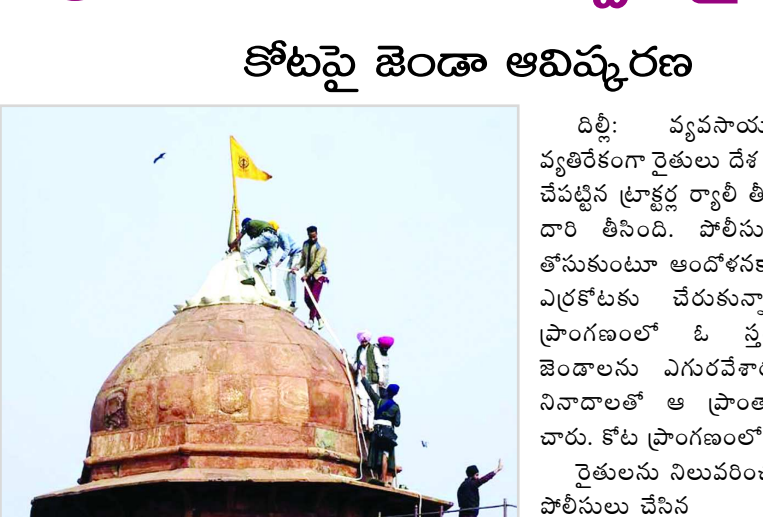 కోటపై జెండా ఆవిష్కరణ
దిల్లీ: వ్యవసాయ
వ్యతిరేకంగా రైతులు దేశ
చేపట్టిన ట్రాక్టర్ల ర్యాలీ తీ
దారి తీసింది. పోలీసు
తోసుకుంటూ ఆందోళనక
ఎర్రకోటకు చేరుకున్నా
ప్రాంగణంలో ఓ స్త
జెండాలను ఎగురవేశా
నినాదాలతో ఆ ప్రాంత
చారు. కోట ప్రాంగణంలో
రైతులను నిలువరించ
పోలీసులు చేసిన